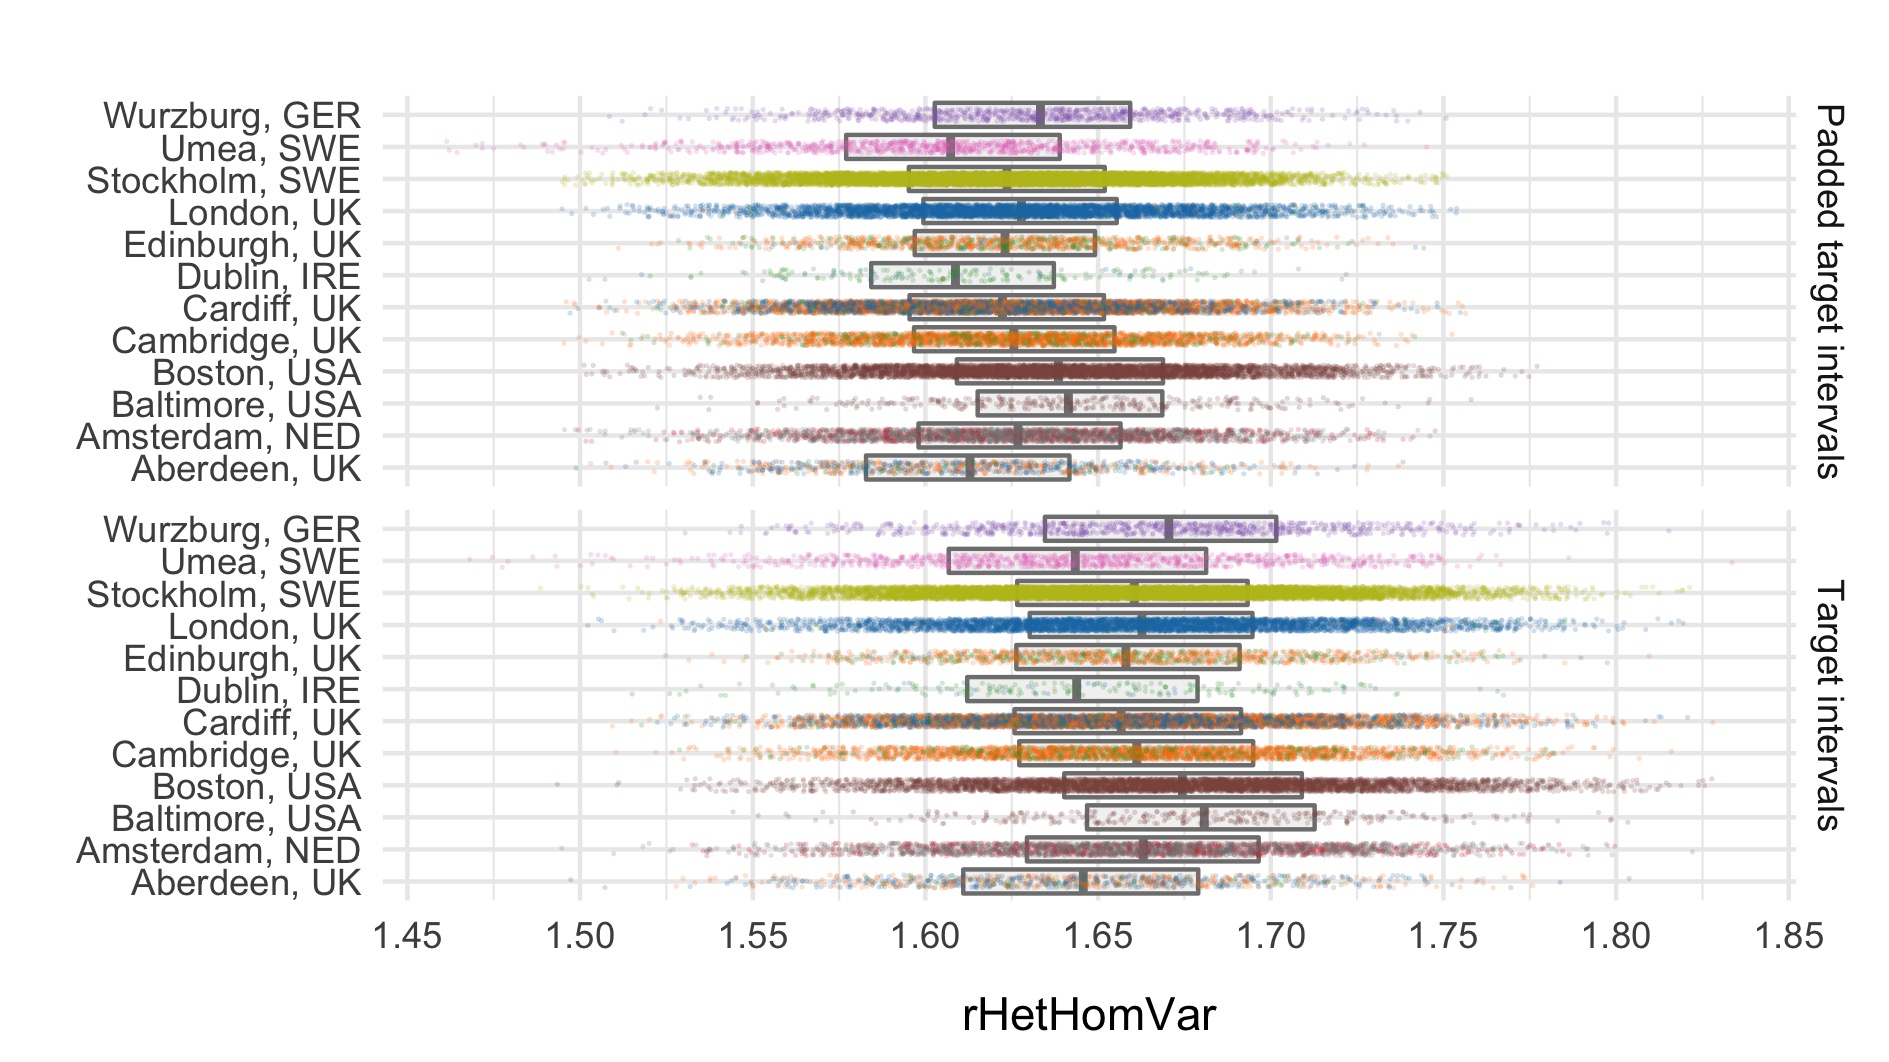 Wurzburg, GER
Umea, SWE
Stockholm, SWE
London, UK
Edinburgh, UK
Dublin, IRE
Cardiff, UK
Cambridge, UK
Boston, USA
Baltimore, USA
Amsterdam, NED
Aberdeen, UK
Padded target intervals
Wurzburg, GER
Umea, SWE
Stockholm, SWE
London, UK
Edinburgh, UK
Dublin, IRE
Cardiff, UK
Cambridge, UK
Boston, USA
Baltimore, USA
Amsterdam, NED
Aberdeen, UK
Target intervals
1.45 1.50 1.55 1.60 1.65 1.70 1.75 1.80 1.85
rHetHomVar